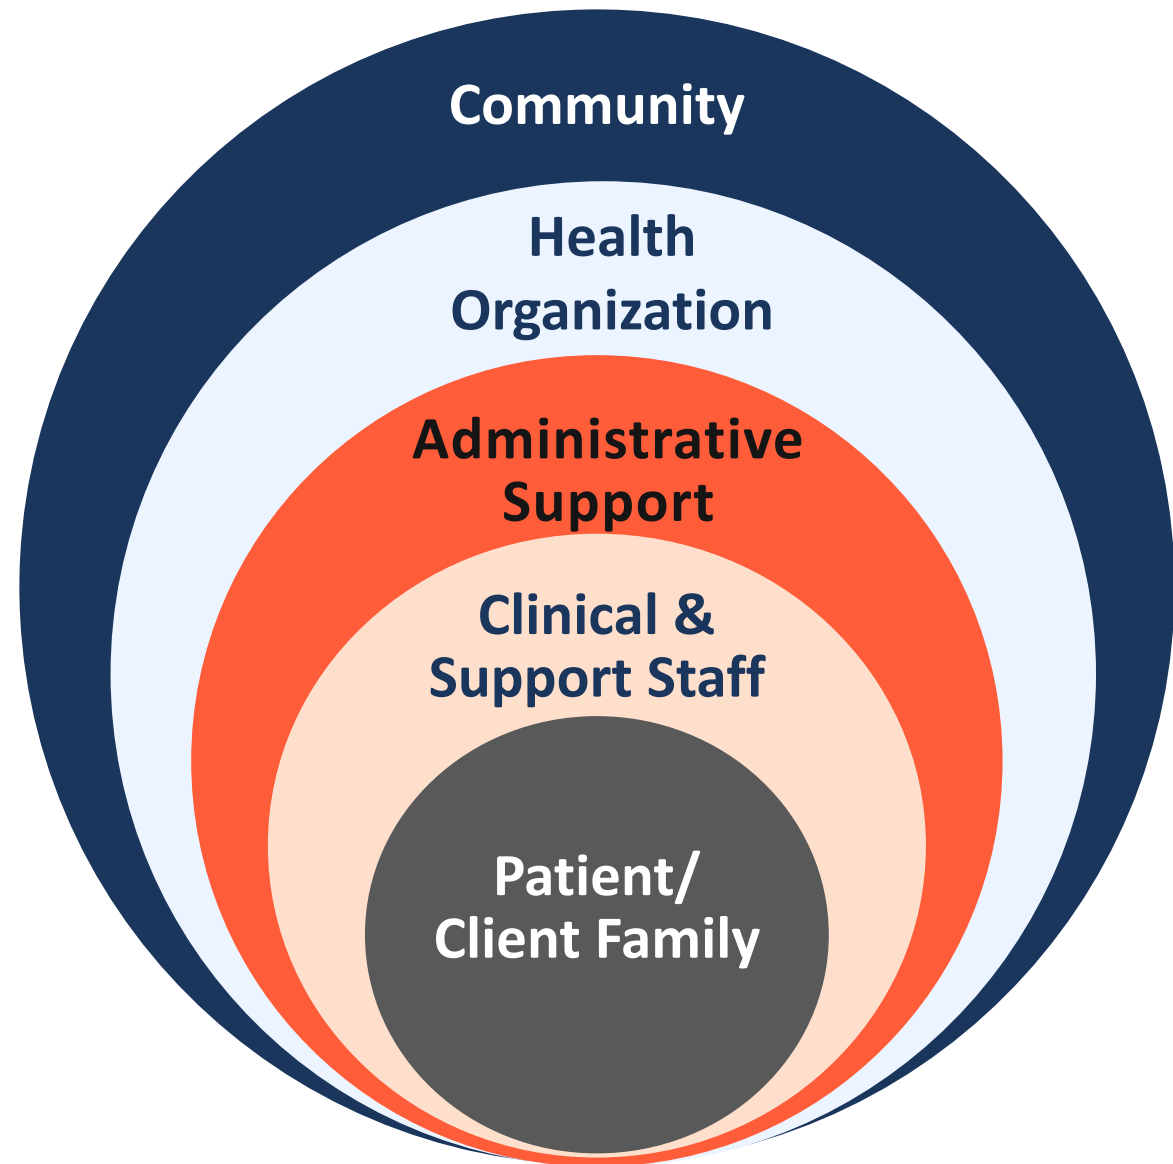 Community
Health
Organization
Administrative
Support
Clinical &
Support Staff
Patient/
Client Family